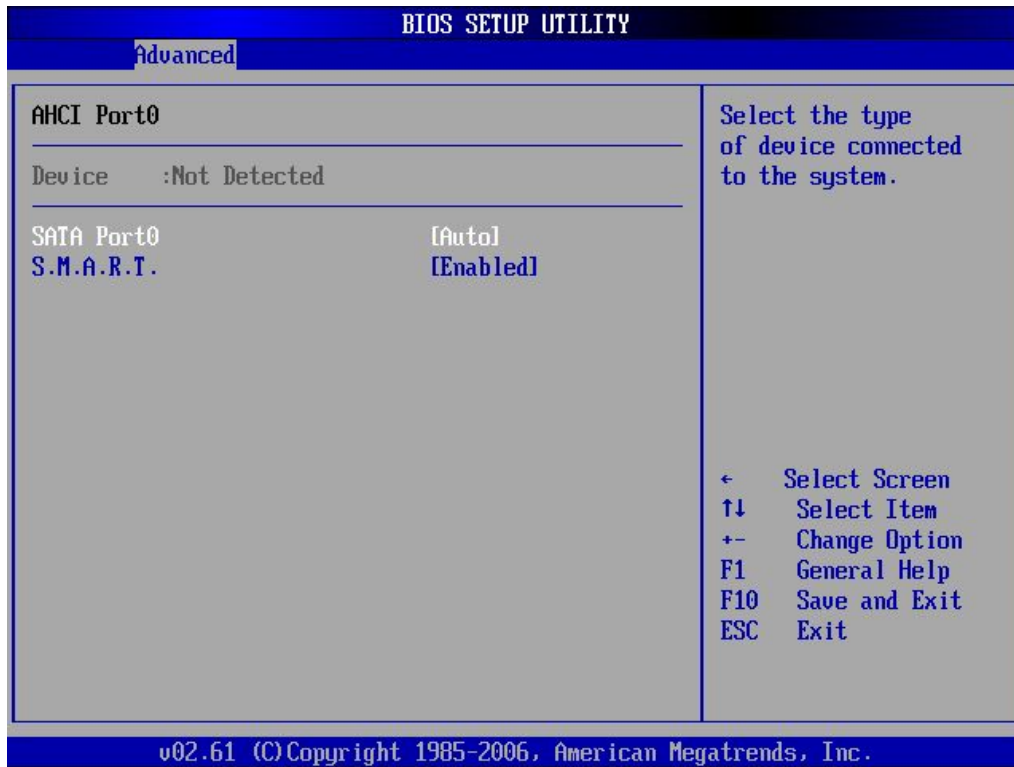 BIOS SETUP UTILITY
Advanced
AHCI Port0
Device :Not Detected
SATA Port0 [Auto]
S.M.A.R.T. [Enabled]
Select the type
of device connected
to the system.
← Select Screen
↑↓ Select Item
+- Change Option
F1 General Help
F10 Save and Exit
ESC Exit
v02.61 (C)Copyright 1985-2006, American Megatrends, Inc.